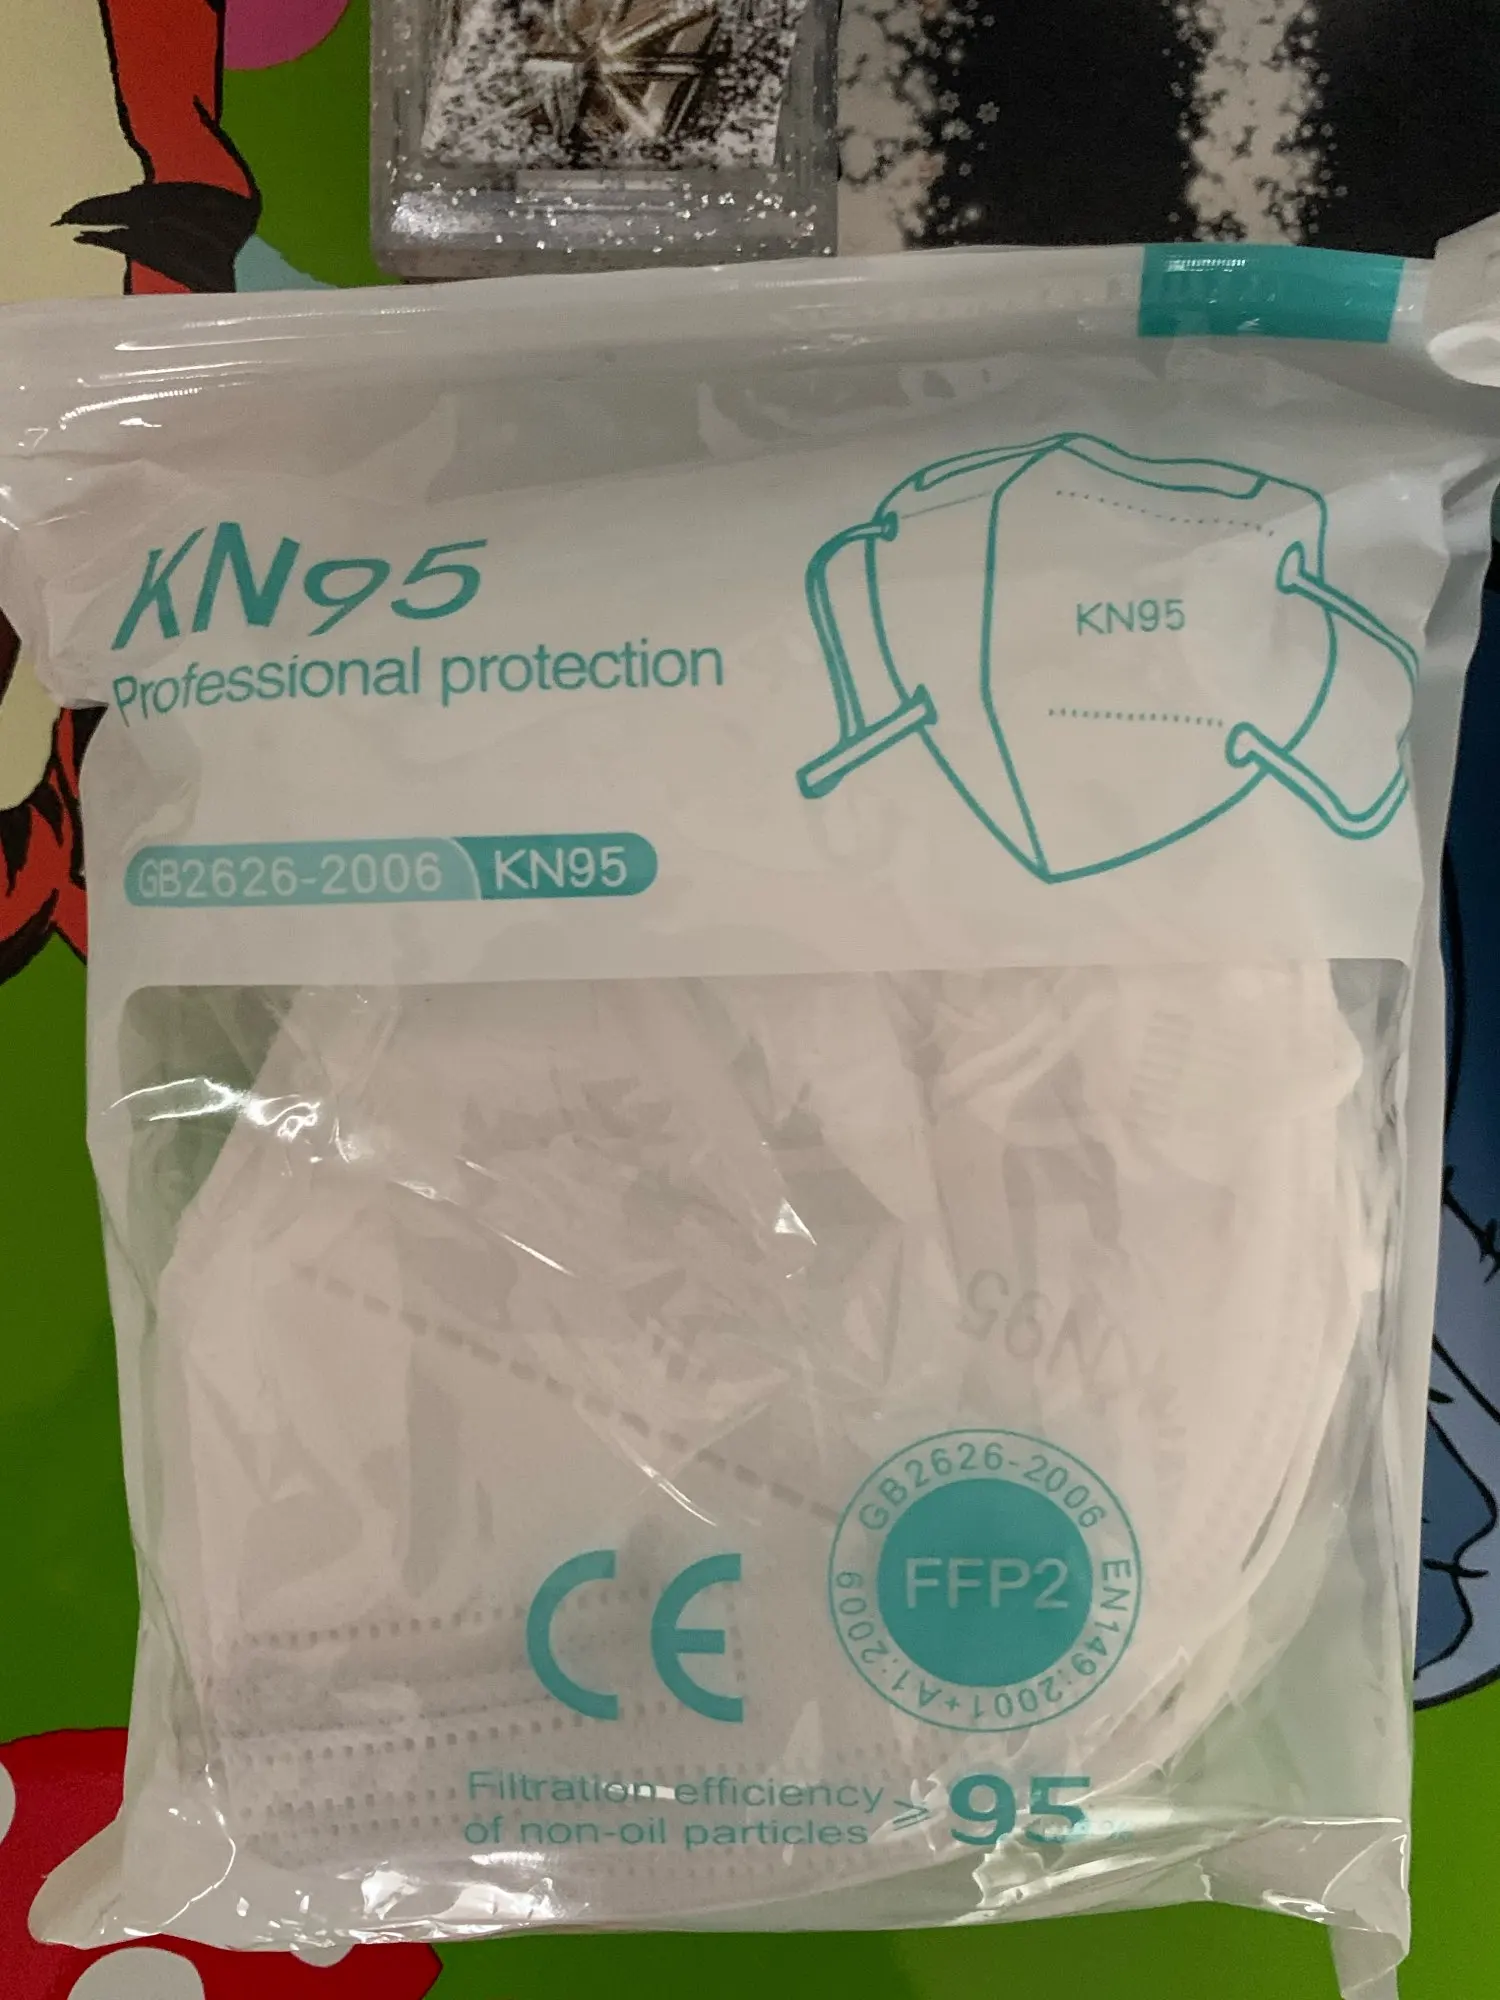 KN95
Professional protection
KN95
GB2626-2006 KN95
KN95
CE
GB2626-2006 EN149:2001+A1:2009
FFP2
Filtration efficiency
of non-oil particles ≥ 95